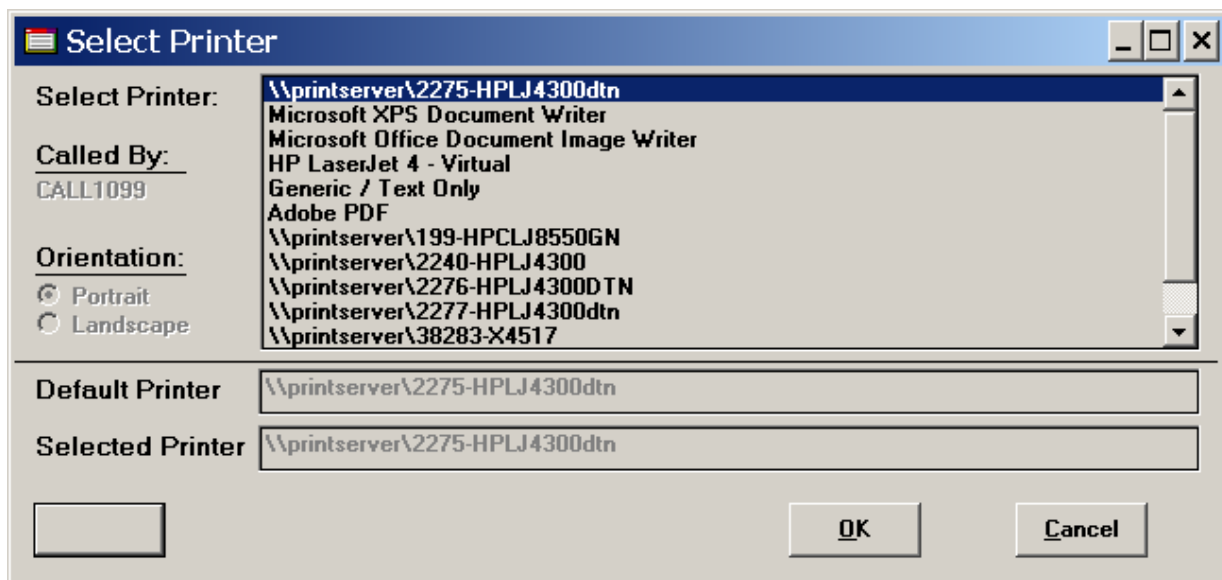 Select Printer
Select Printer:
\\printserver\2275-HPLJ4300dtn
Microsoft XPS Document Writer
Microsoft Office Document Image Writer
HP LaserJet 4 - Virtual
Generic / Text Only
Adobe PDF
\\printserver\199-HPCLJ8550GN
\\printserver\2240-HPLJ4300
\\printserver\2276-HPLJ4300DTN
\\printserver\2277-HPLJ4300dtn
\\printserver\38283-X4517
Called By:
CALL1099
Orientation:
Portrait
Landscape
Default Printer \\printserver\2275-HPLJ4300dtn
Selected Printer \\printserver\2275-HPLJ4300dtn
OK Cancel